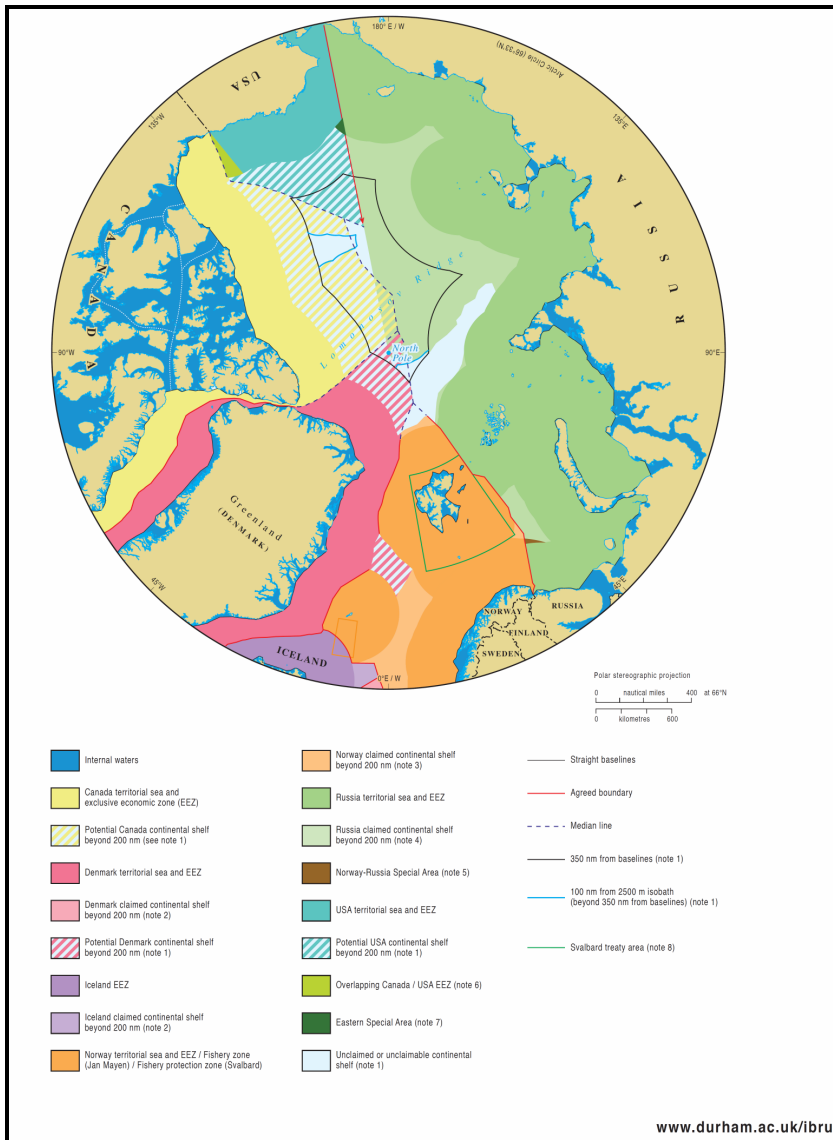 180° E / W
Arctic Circle (66°33'N)
USA
135°W
135°E
RUSSIA
CANADA
Lomonosov Ridge
North
Pole
90°W
90°E
Greenland
(DENMARK)
45°W
45°E
NORWAY
RUSSIA
FINLAND
SWEDEN
ICELAND
0°E / W
Polar stereographic projection
0 nautical miles 400 at 66°N
0 kilometres 600
Internal waters
Canada territorial sea and
exclusive economic zone (EEZ)
Potential Canada continental shelf
beyond 200 nm (see note 1)
Denmark territorial sea and EEZ
Denmark claimed continental shelf
beyond 200 nm (note 2)
Potential Denmark continental shelf
beyond 200 nm (note 1)
Iceland EEZ
Iceland claimed continental shelf
beyond 200 nm (note 2)
Norway territorial sea and EEZ / Fishery zone
(Jan Mayen) / Fishery protection zone (Svalbard)
Norway claimed continental shelf
beyond 200 nm (note 3)
Russia territorial sea and EEZ
Russia claimed continental shelf
beyond 200 nm (note 4)
Norway-Russia Special Area (note 5)
USA territorial sea and EEZ
Potential USA continental shelf
beyond 200 nm (note 1)
Overlapping Canada / USA EEZ (note 6)
Eastern Special Area (note 7)
Unclaimed or unclaimable continental
shelf (note 1)
Straight baselines
Agreed boundary
Median line
350 nm from baselines (note 1)
100 nm from 2500 m isobath
(beyond 350 nm from baselines) (note 1)
Svalbard treaty area (note 8)
www.durham.ac.uk/ibru